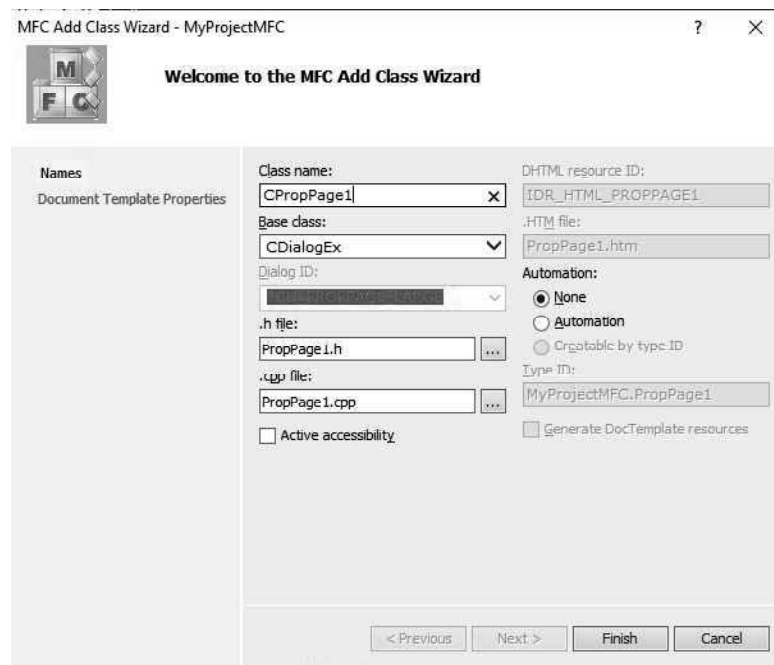 MFC Add Class Wizard - MyProjectMFC
?
M
F C
Welcome to the MFC Add Class Wizard
Names
Document Template Properties
Class name:
CPropPage1
Base class:
CDialogEx
Dialog ID:
.h file:
PropPage1.h
...
.cpp file:
PropPage1.cpp
...
Active accessibility
DHTML resource ID:
IDR_HTML_PROPPAGE1
.HTM file:
PropPage1.htm
Automation:
None
Automation
Creatable by type ID
Type ID:
MyProjectMFC.PropPage1
Generate DocTemplate resources
< Previous
Next >
Finish
Cancel